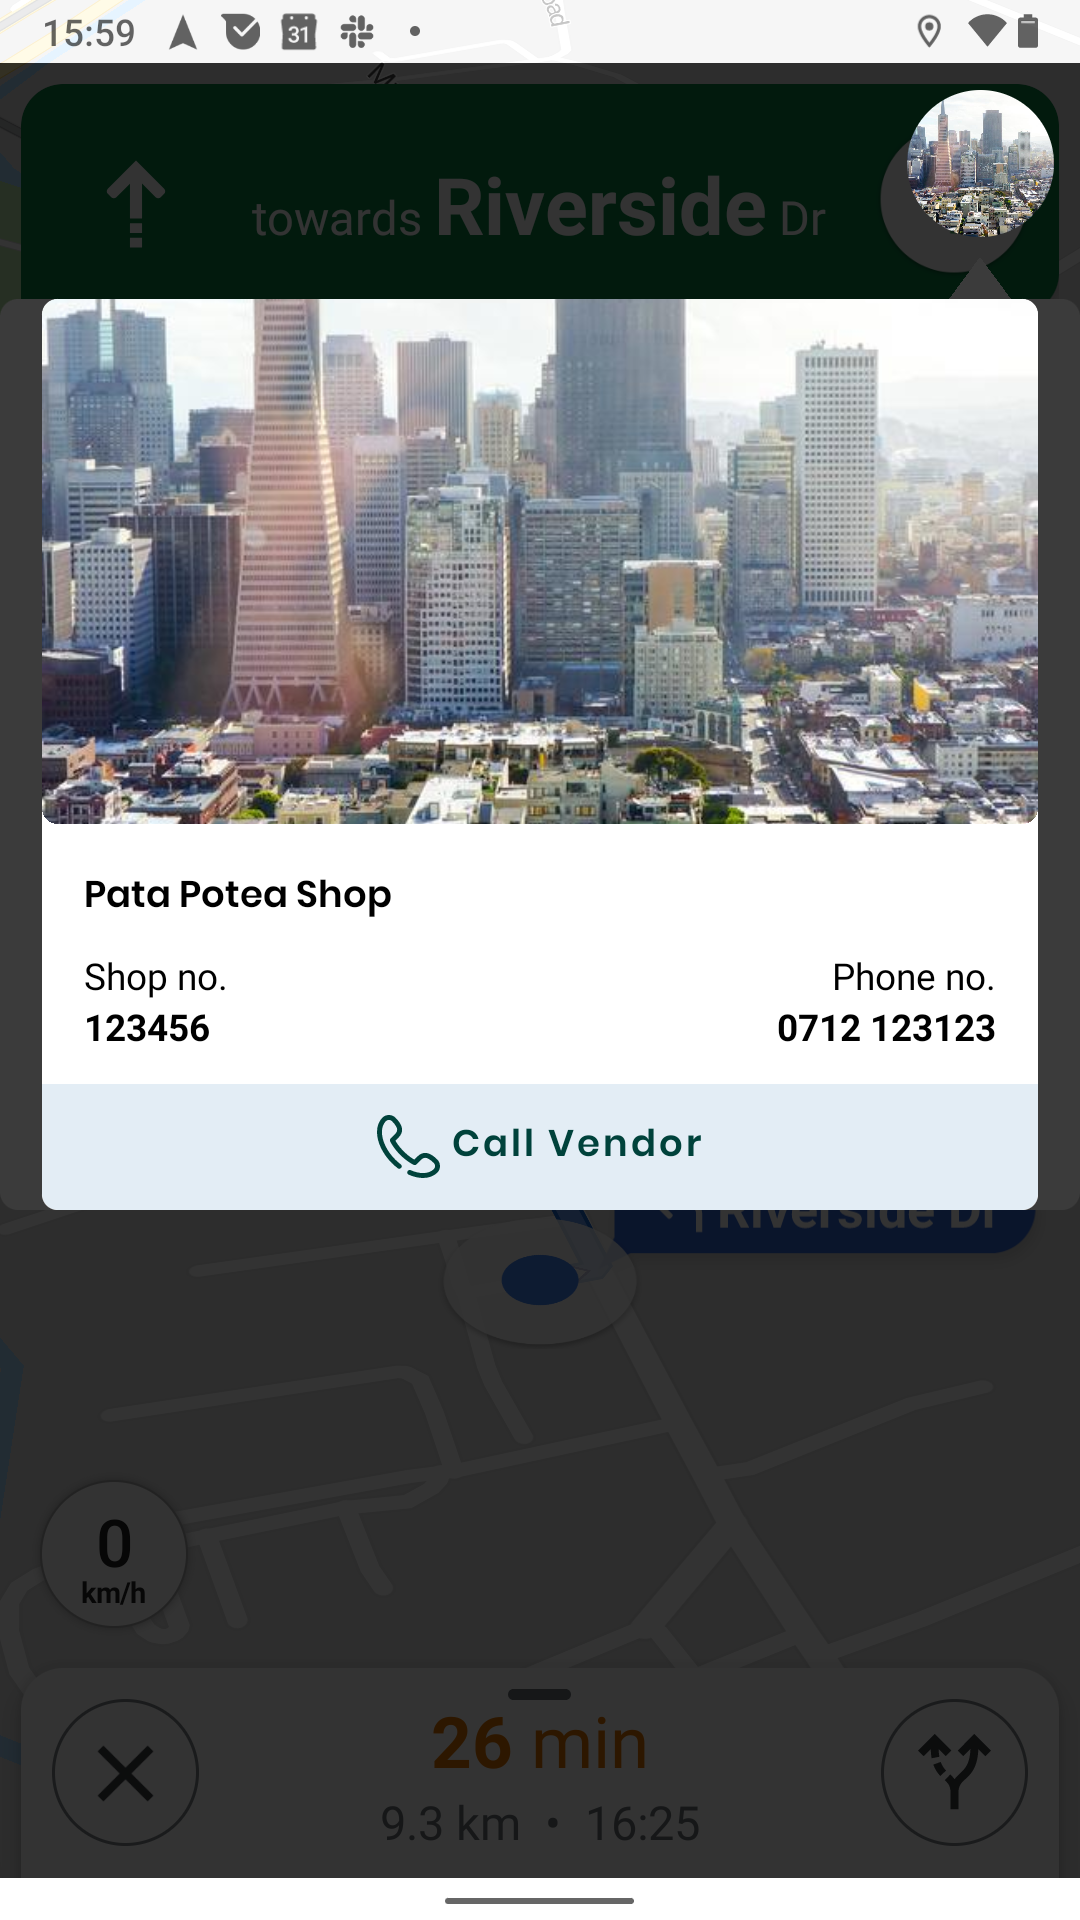 15:59
31
towards Riverside Dr
Pata Potea Shop
Shop no.
Phone no.
123456
0712 123123
Call Vendor
Riverside Dr
0
km/h
26 min
9.3 km • 16:25